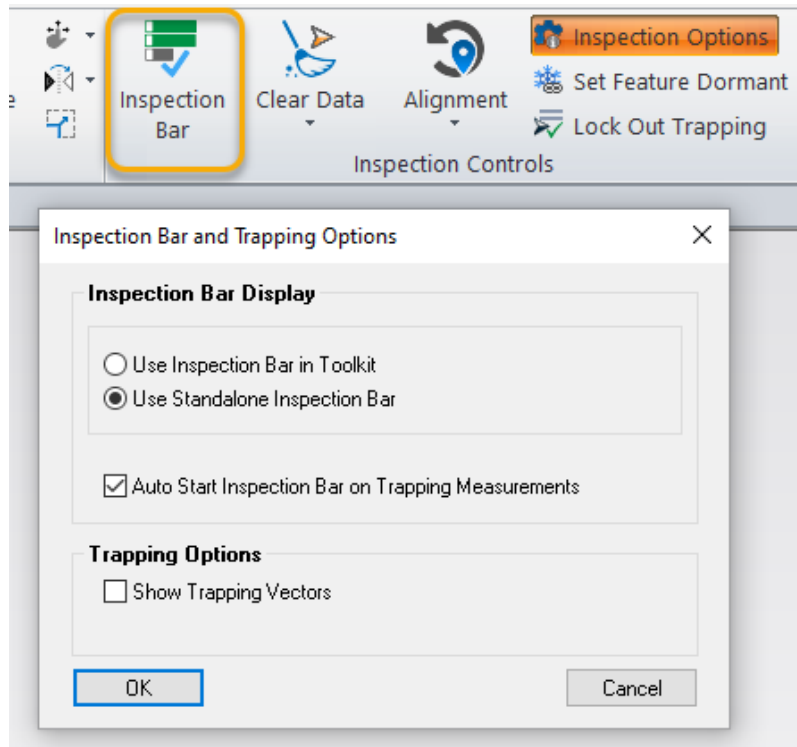 Inspection
Bar
Clear Data
Alignment
Inspection Options
Set Feature Dormant
Lock Out Trapping
Inspection Controls
Inspection Bar and Trapping Options
Inspection Bar Display
Use Inspection Bar in Toolkit
Use Standalone Inspection Bar
Auto Start Inspection Bar on Trapping Measurements
Trapping Options
Show Trapping Vectors
OK
Cancel